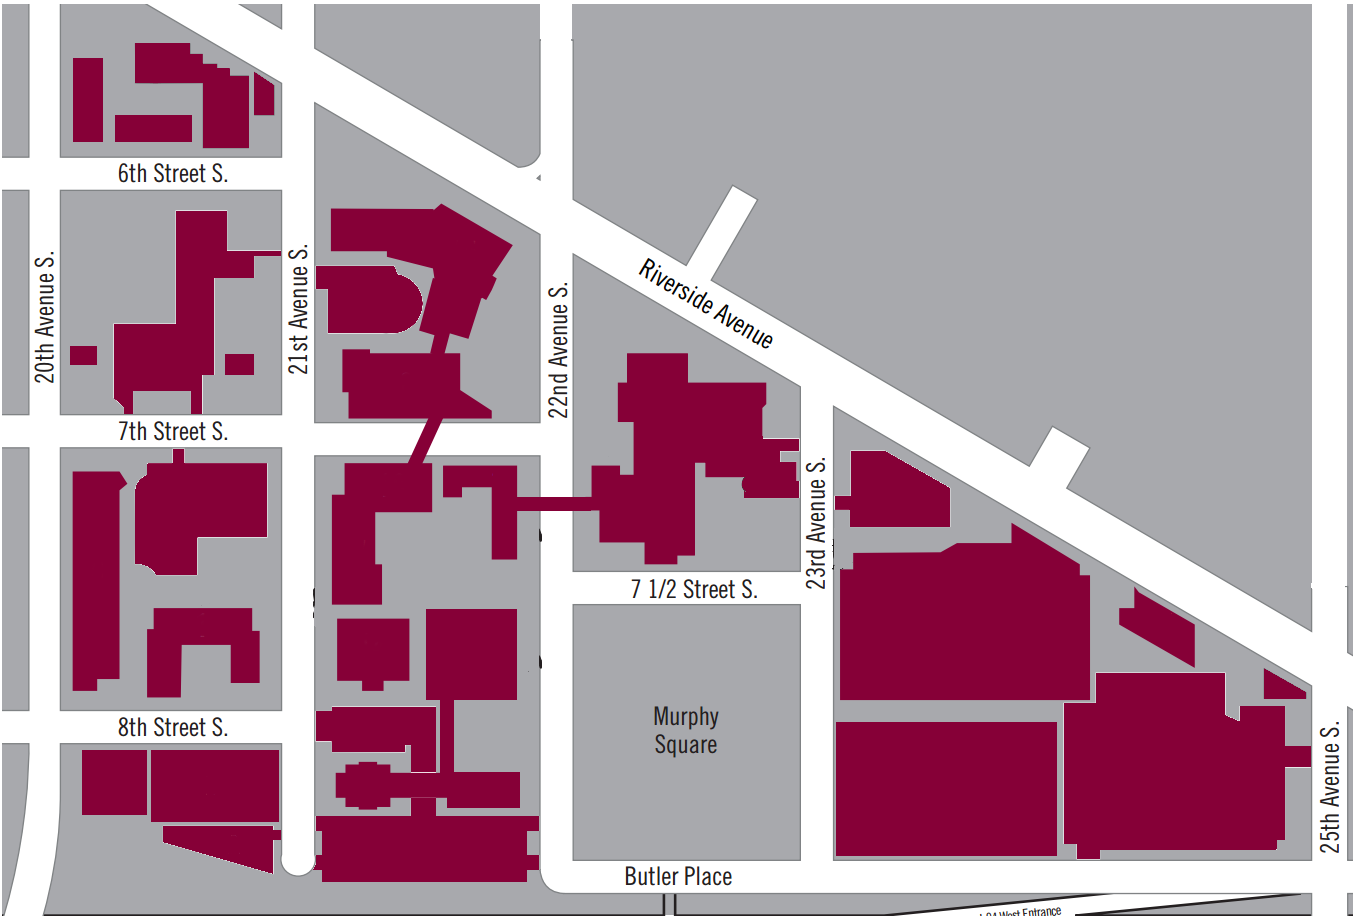 6th Street S.
20th Avenue S.
21st Avenue S.
22nd Avenue S.
Riverside Avenue
7th Street S.
23rd Avenue S.
7 1/2 Street S.
Murphy
Square
8th Street S.
25th Avenue S.
Butler Place
West Entrance